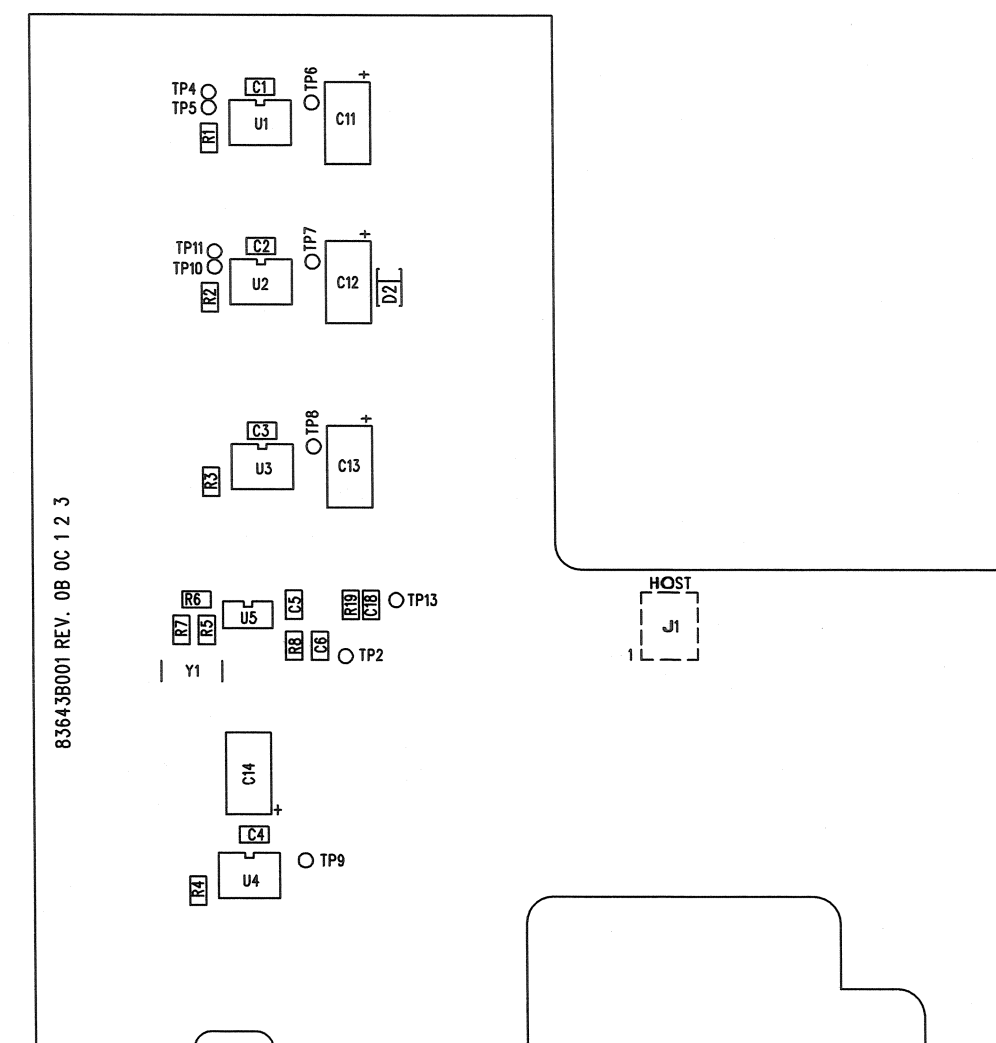 TP4
TP5
C1
U1
R1
TP6
+
C11
TP11
TP10
C2
U2
R2
TP7
+
C12
D2
C3
U3
R3
TP8
+
C13
83643B001 REV. 0B 0C 1 2 3
R6
R7
R5
U5
C5
R8
C6
R19
C18
TP13
TP2
Y1
HOST
J1
1
C14
+
C4
U4
R4
TP9